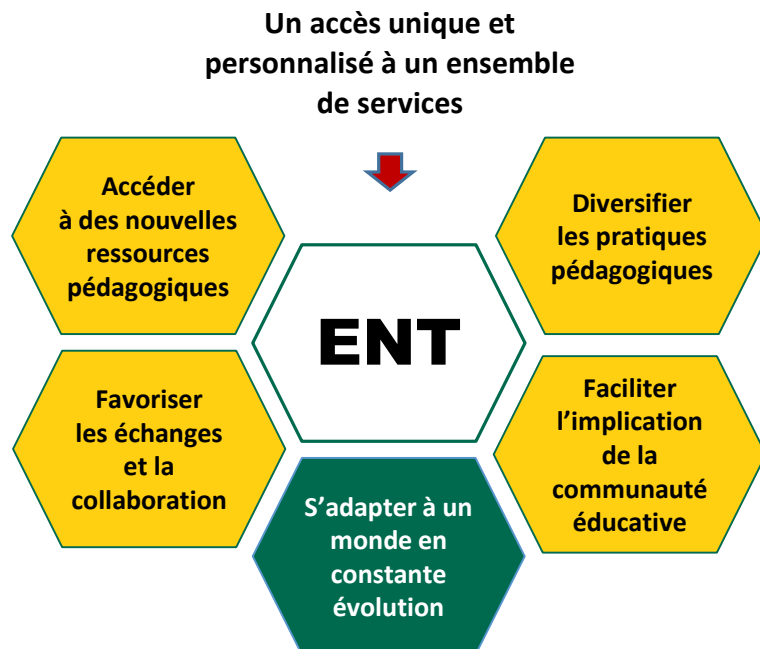 Un accès unique et
personnalisé à un ensemble
de services
Accéder
à des nouvelles
ressources
pédagogiques
Diversifier
les pratiques
pédagogiques
ENT
Favoriser
les échanges
et la
collaboration
Faciliter
l’implication
de la
communauté
éducative
S’adapter à un
monde en
constante
évolution